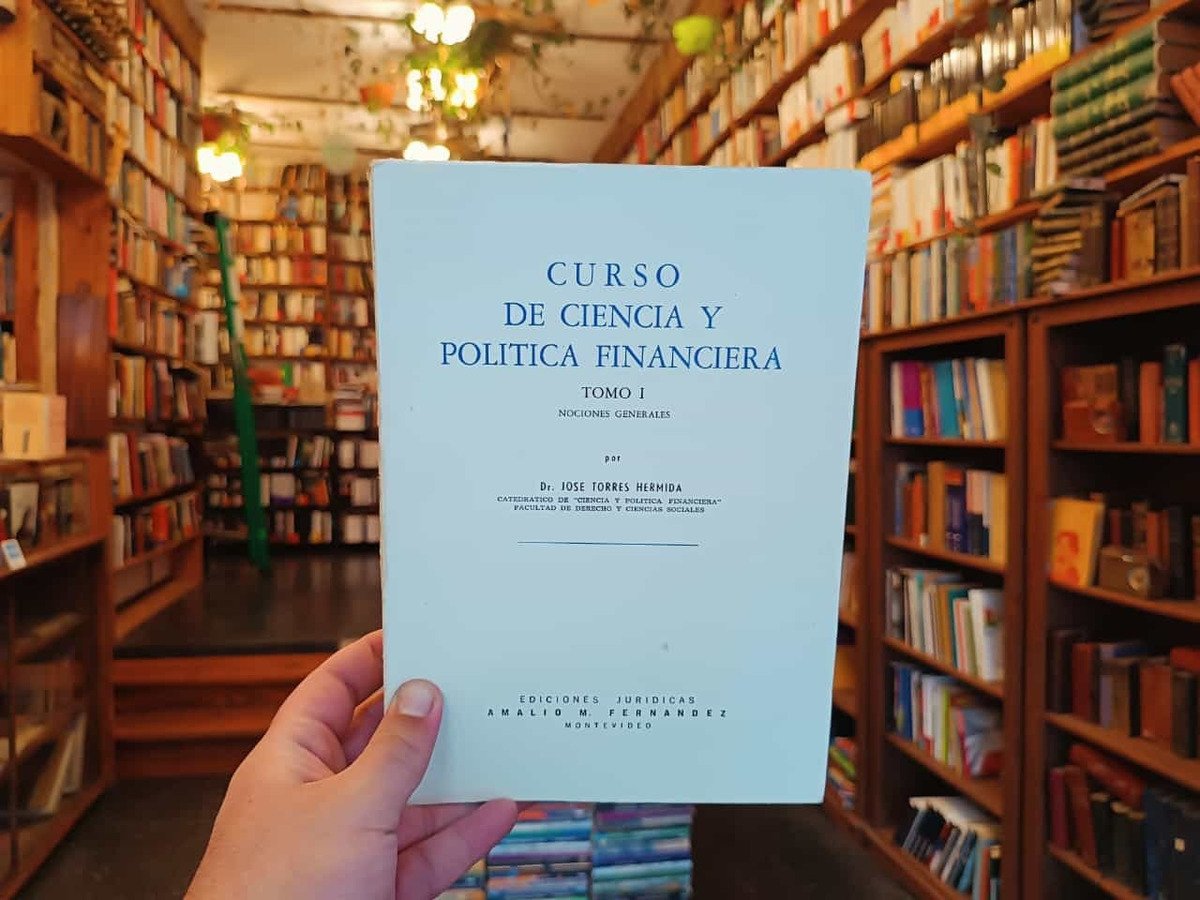 CURSO
DE CIENCIA Y
POLITICA FINANCIERA
TOMO I
NOCIONES GENERALES
por
Dr. JOSE TORRES HERMIDA
CATEDRATICO DE "CIENCIA Y POLITICA FINANCIERA"
FACULTAD DE DERECHO Y CIENCIAS SOCIALES
EDICIONES JURIDICAS
AMALIO M. FERNANDEZ
MONTEVIDEO